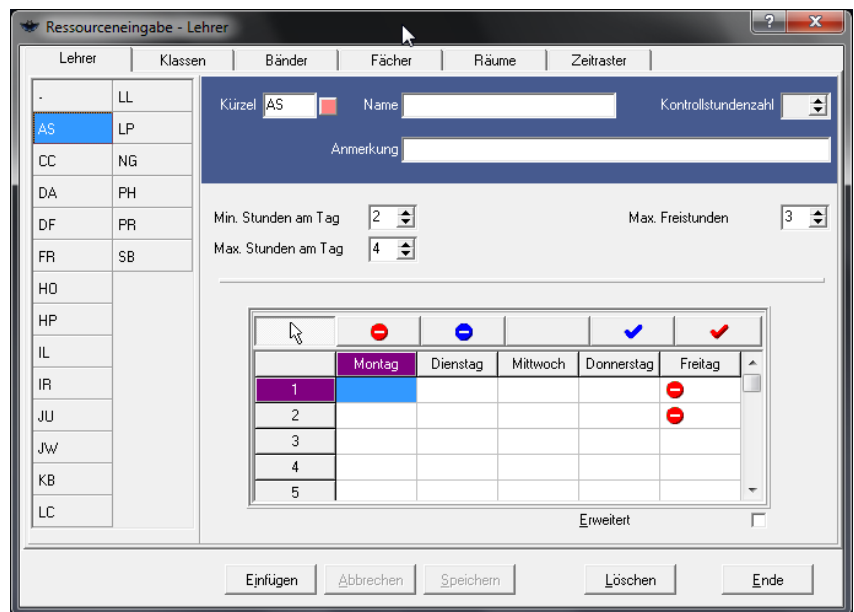 Ressourceneingabe - Lehrer
Lehrer Klassen Bänder Fächer Räume Zeitraster
- LL
AS LP
CC NG
DA PH
DF PR
FR SB
HO
HP
IL
IR
JU
JW
KB
LC
Kürzel AS Name Kontrollstundenzahl
Anmerkung
Min. Stunden am Tag 2 Max. Freistunden 3
Max. Stunden am Tag 4
Montag Dienstag Mittwoch Donnerstag Freitag
1
2
3
4
5
Erweitert
Einfügen Abbrechen Speichern Löschen Ende